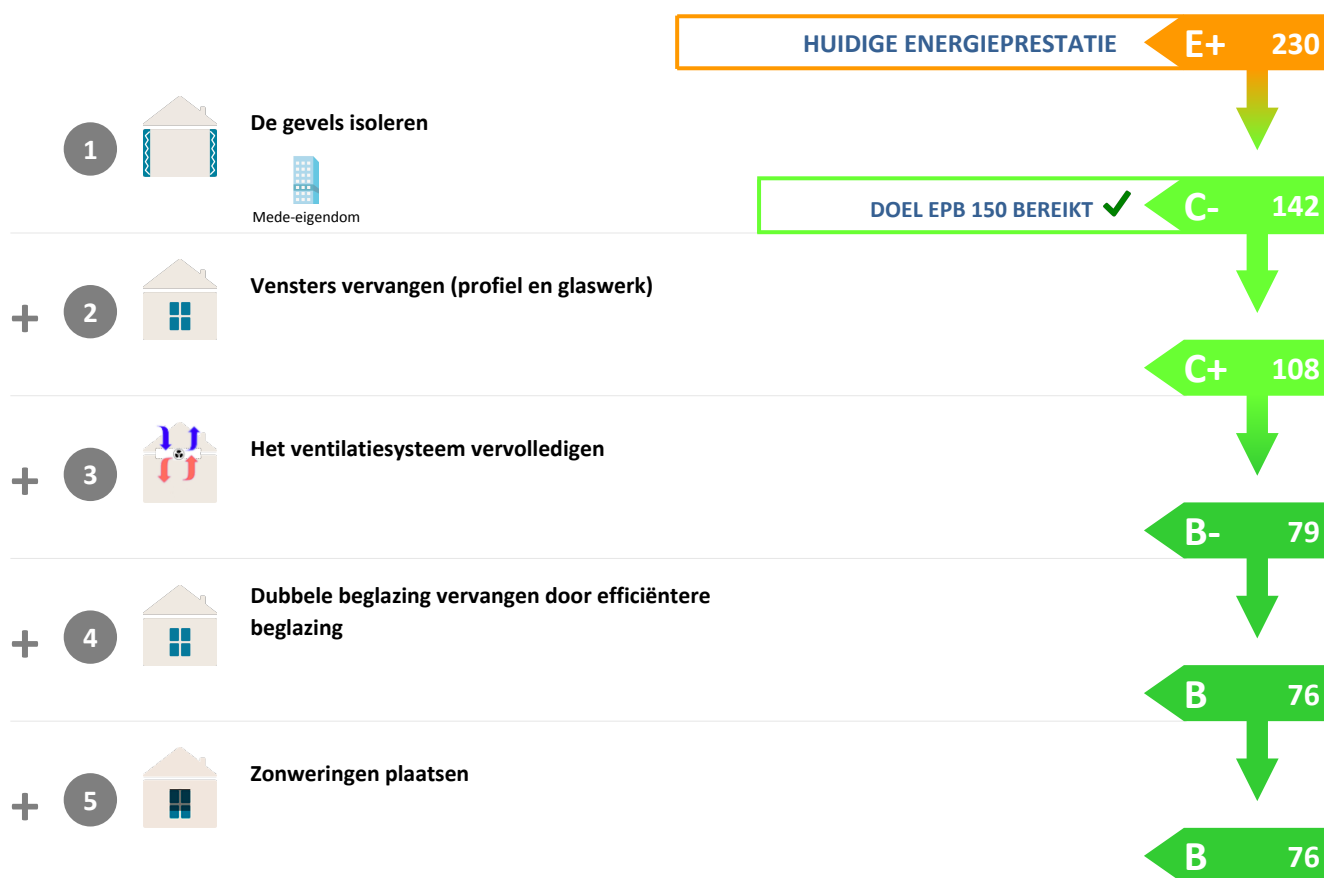 HUIDIGE ENERGIEPRESTATIE E+ 230
1 De gevels isoleren
Mede-eigendom
DOEL EPB 150 BEREIKT ✓ C- 142
+ 2 Vensters vervangen (profiel en glaswerk)
C+ 108
+ 3 Het ventilatiesysteem vervolledigen
B- 79
+ 4 Dubbele beglazing vervangen door efficiëntere
beglazing
B 76
+ 5 Zonweringen plaatsen
B 76